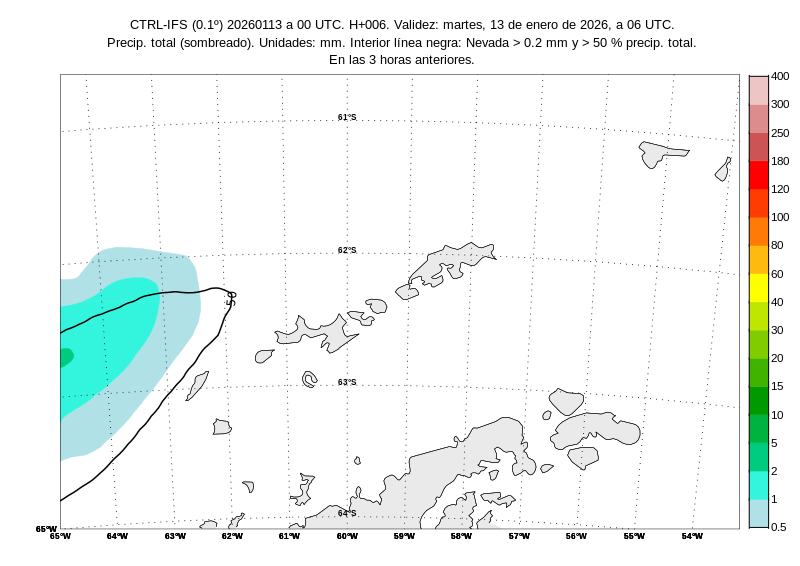 CTRL-IFS (0.1º) 20260113 a 00 UTC. H+006. Validez: martes, 13 de enero de 2026, a 06 UTC.
Precip. total (sombreado). Unidades: mm. Interior línea negra: Nevada > 0.2 mm y > 50 % precip. total.
En las 3 horas anteriores.
400
300
250
180
120
100
80
60
40
30
20
15
10
5
2
1
0.5
61°S
62°S
63°S
64°S
50
65°W
65°W
64°W
63°W
62°W
61°W
60°W
59°W
58°W
57°W
56°W
55°W
54°W